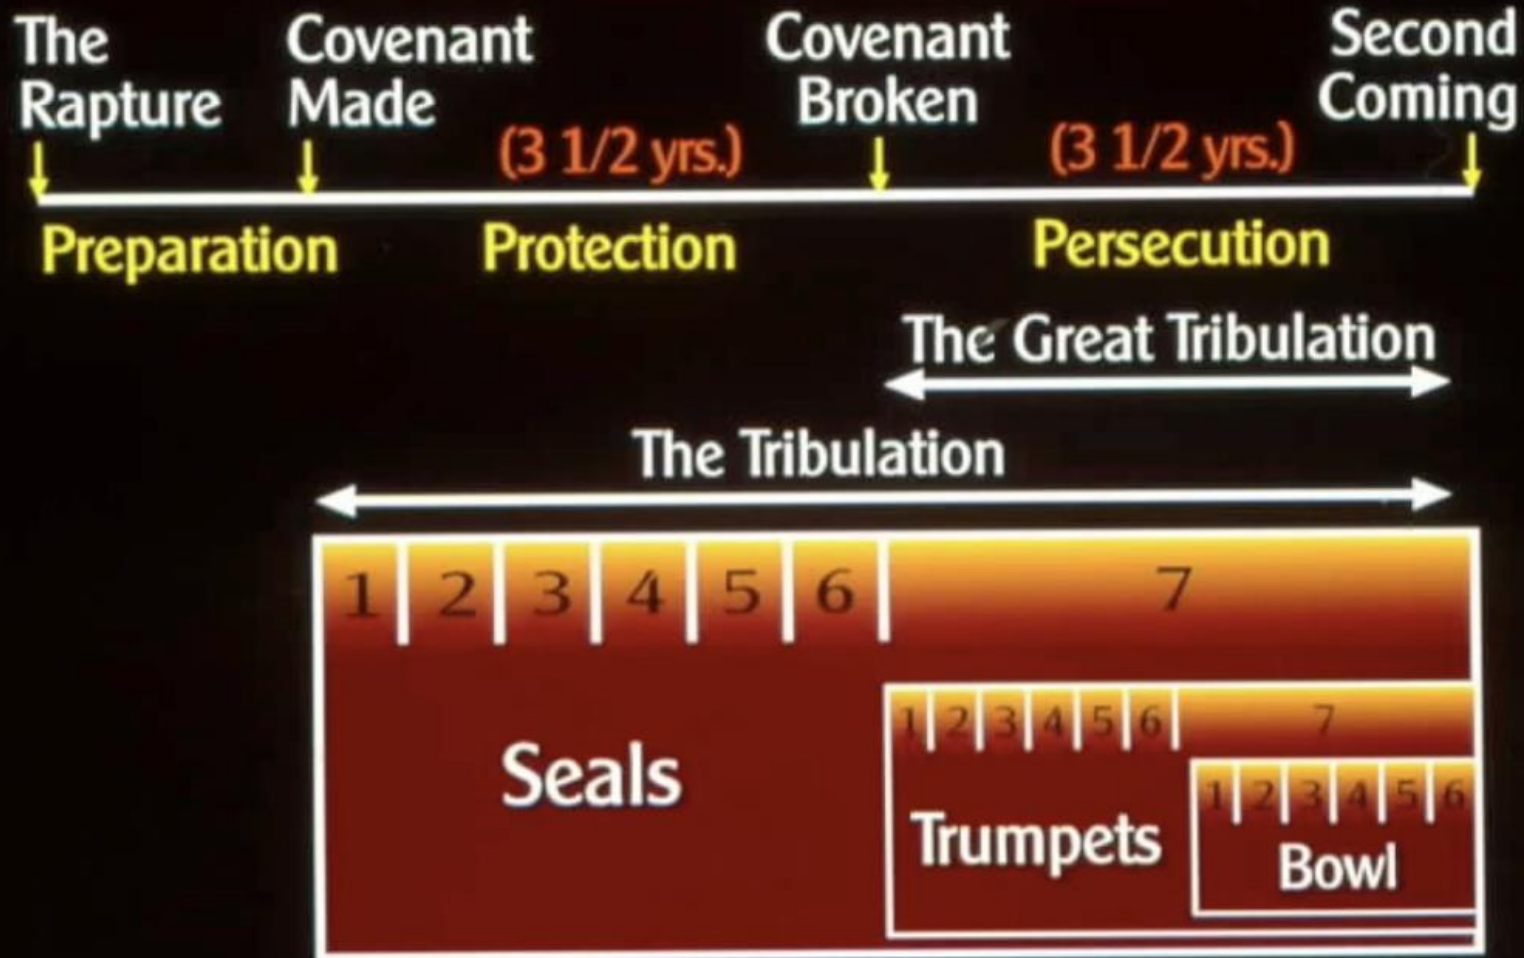 The
Rapture
Covenant
Made
(3 1/2 yrs.)
Covenant
Broken
(3 1/2 yrs.)
Second
Coming
Preparation
Protection
Persecution
The Great Tribulation
The Tribulation
1 2 3 4 5 6 7
Seals
1 2 3 4 5 6 7
Trumpets
1 2 3 4 5 6
Bowl